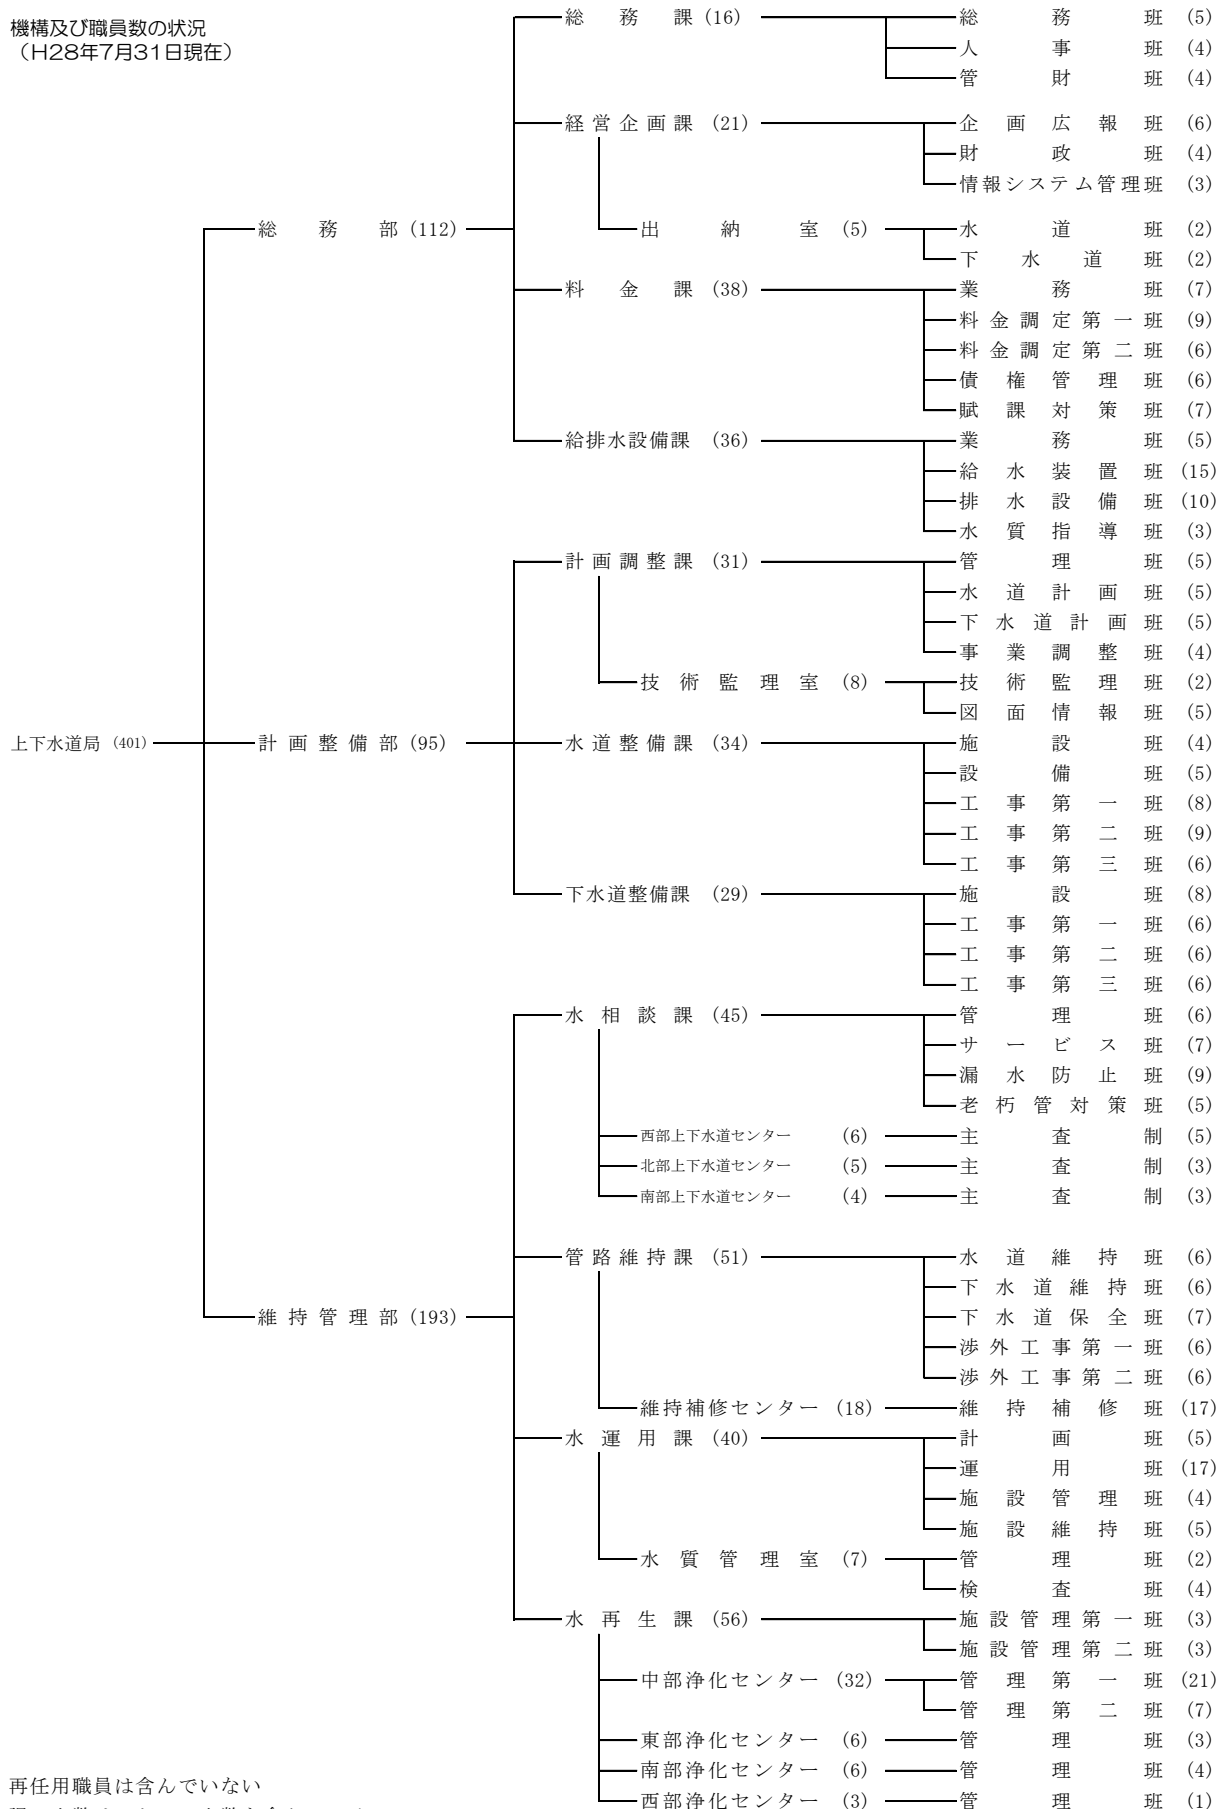 機構及び職員数の状況
（H28年7月31日現在）
総務課 (16) 総務班 (5)
人事班 (4)
管財班 (4)
経営企画課 (21) 企画広報班 (6)
財政班 (4)
情報システム管理班 (3)
総務部 (112) 出納室 (5) 水道班 (2)
下水道班 (2)
料金課 (38) 業務班 (7)
料金調定第一班 (9)
料金調定第二班 (6)
債権管理班 (6)
賦課対策班 (7)
給排水設備課 (36) 業務班 (5)
給水装置班 (15)
排水設備班 (10)
水質指導班 (3)
計画調整課 (31) 管理班 (5)
水道計画班 (5)
下水道計画班 (5)
事業調整班 (4)
技術監理室 (8) 技術監理班 (2)
図面情報班 (5)
上下水道局 (401) 計画整備部 (95) 水道整備課 (34) 施設班 (4)
設備班 (5)
工事第一班 (8)
工事第二班 (9)
工事第三班 (6)
下水道整備課 (29) 施設班 (8)
工事第一班 (6)
工事第二班 (6)
工事第三班 (6)
水相談課 (45) 管理班 (6)
サービス班 (7)
漏水防止班 (9)
老朽管対策班 (5)
西部上下水道センター (6) 主査制 (5)
北部上下水道センター (5) 主査制 (3)
南部上下水道センター (4) 主査制 (3)
管路維持課 (51) 水道維持班 (6)
下水道維持班 (6)
維持管理部 (193) 下水道保全班 (7)
渉外工事第一班 (6)
渉外工事第二班 (6)
維持補修センター (18) 維持補修班 (17)
水運用課 (40) 計画班 (5)
運用班 (17)
施設管理班 (4)
施設維持班 (5)
水質管理室 (7) 管理班 (2)
検査班 (4)
水再生課 (56) 施設管理第一班 (3)
施設管理第二班 (3)
中部浄化センター (32) 管理第一班 (21)
管理第二班 (7)
東部浄化センター (6) 管理班 (3)
南部浄化センター (6) 管理班 (4)
西部浄化センター (3) 管理班 (1)
再任用職員は含んでいない